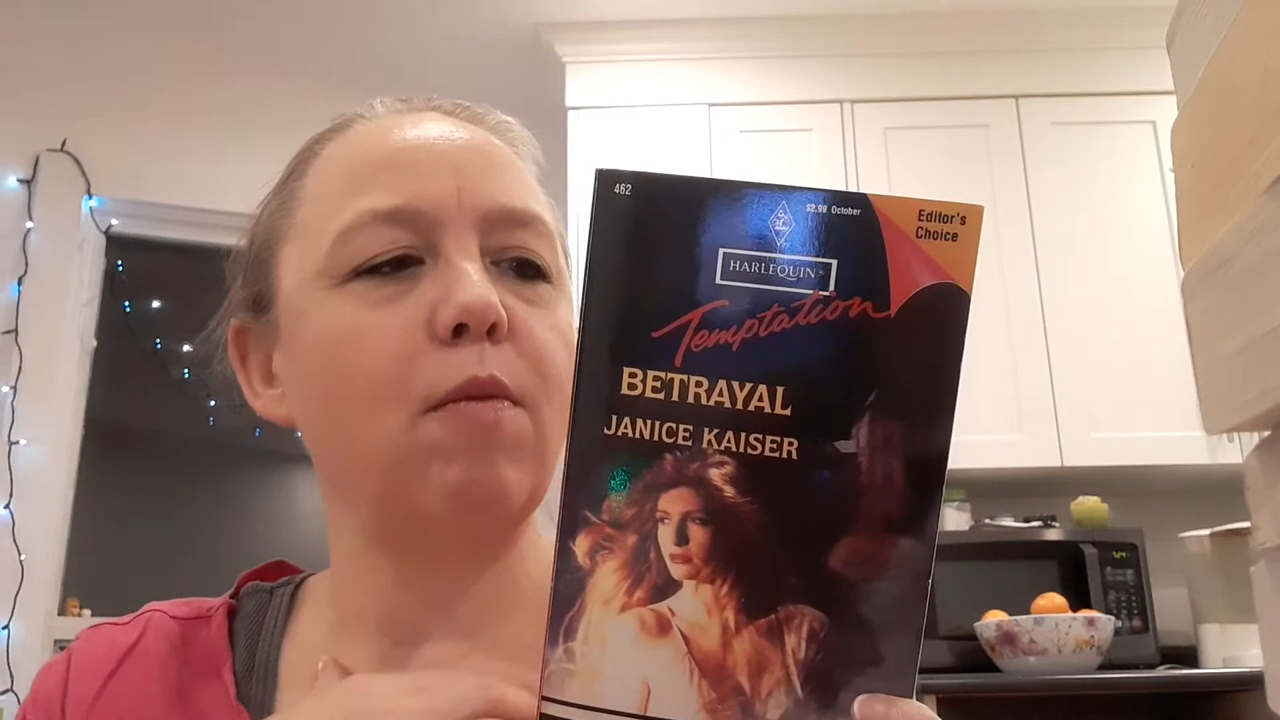 462
$2.99 October
Editor's
Choice
HARLEQUIN®
Temptation
BETRAYAL
JANICE KAISER